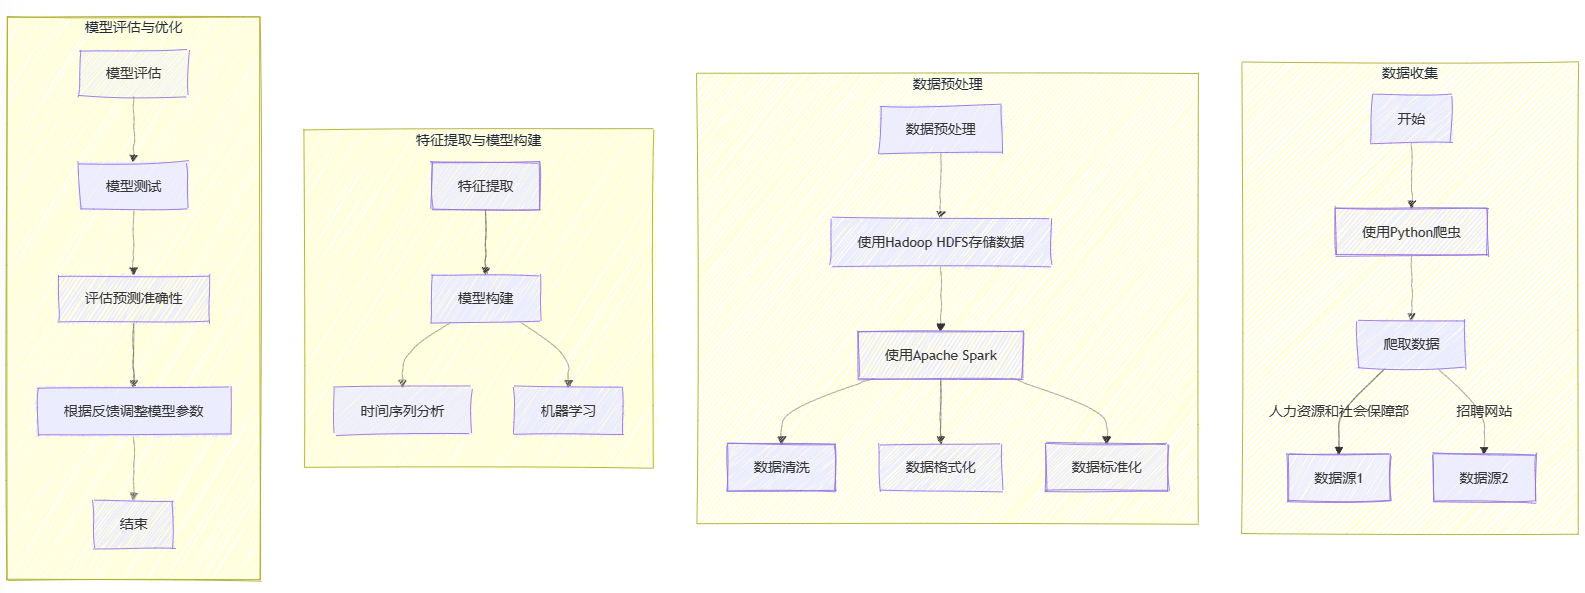 模型评估与优化
模型评估
模型测试
评估预测准确性
根据反馈调整模型参数
结束
特征提取与模型构建
特征提取
模型构建
时间序列分析
机器学习
数据预处理
数据预处理
使用Hadoop HDFS存储数据
使用Apache Spark
数据清洗
数据格式化
数据标准化
数据收集
开始
使用Python爬虫
爬取数据
人力资源和社会保障部
招聘网站
数据源1
数据源2